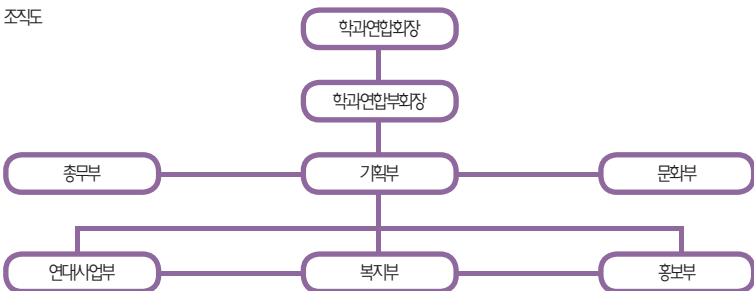 조직도
학과연합회장
학과연합부회장
총무부
기획부
문화부
연대사업부
복지부
홍보부